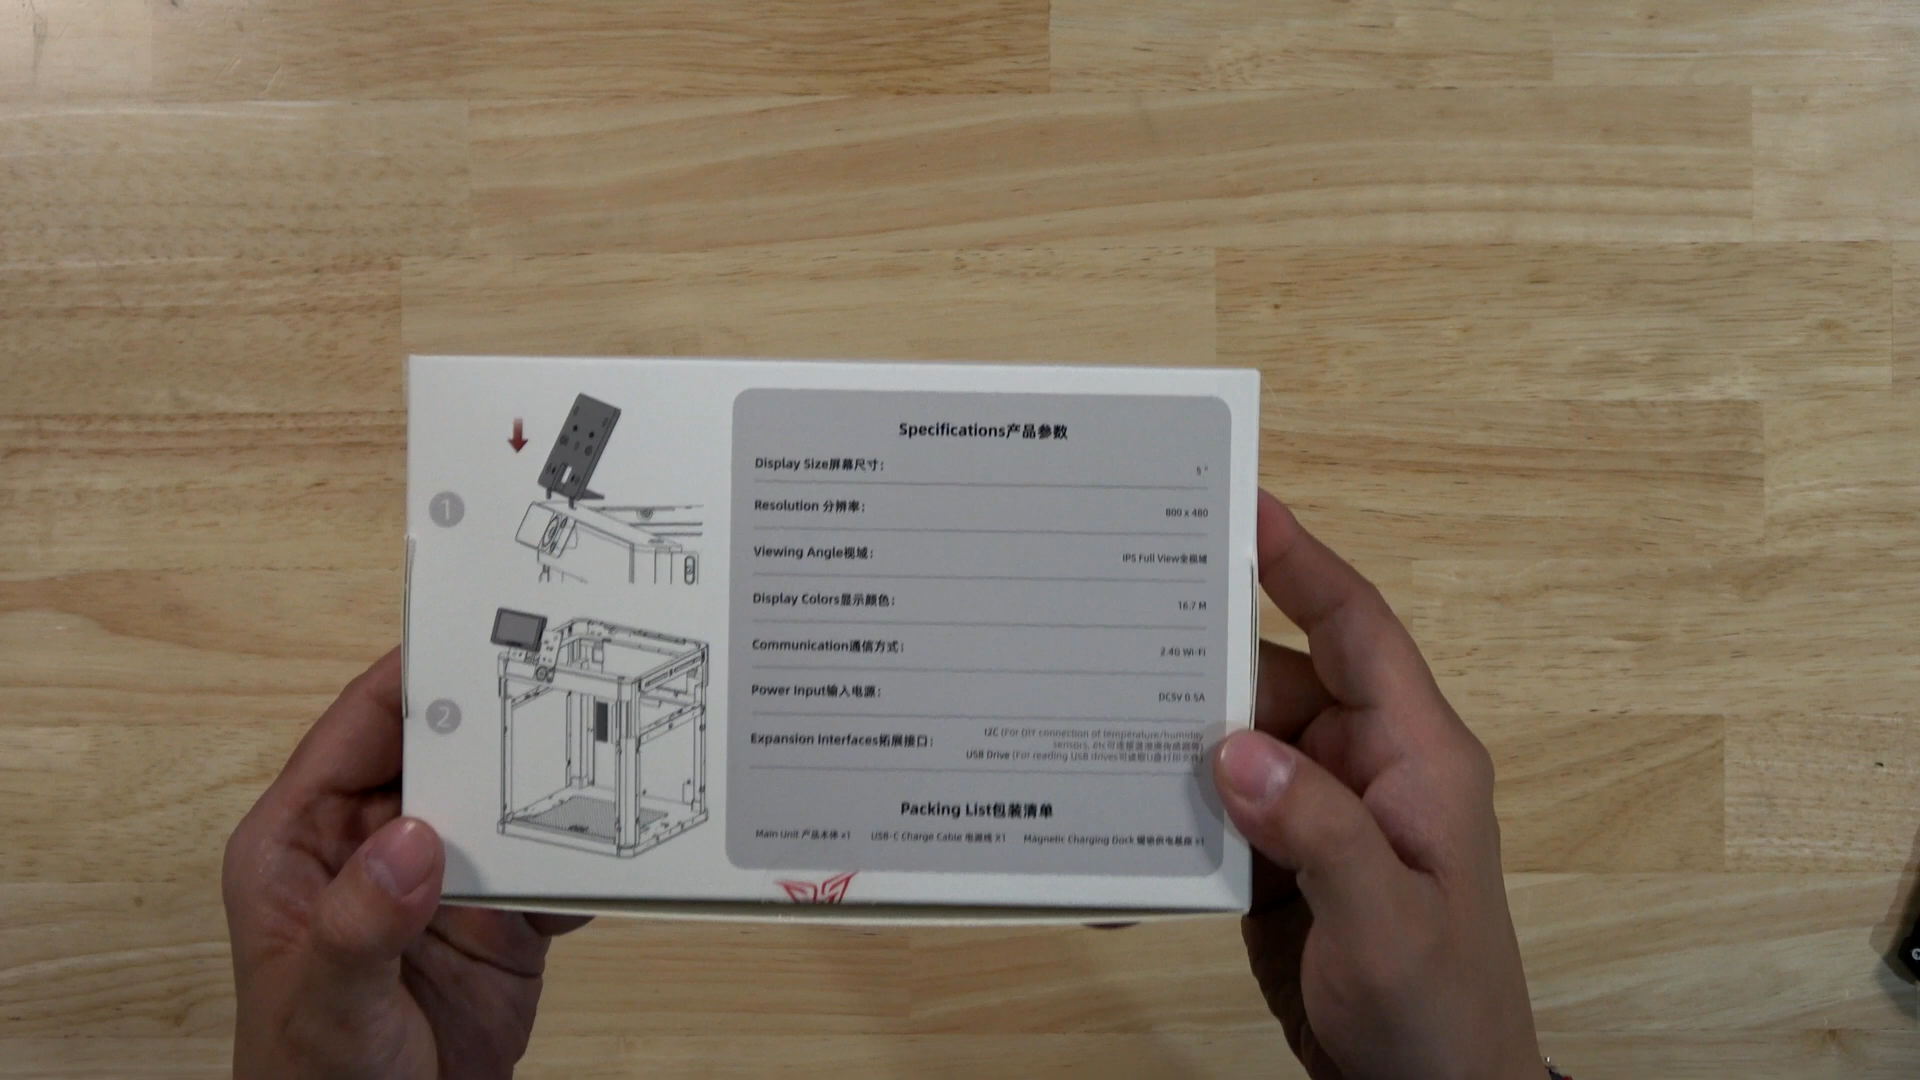 1
2
Specifications产品参数
Display Size屏幕尺寸: 5"
Resolution 分辨率: 800 x 480
Viewing Angle视域: IPS Full View全视域
Display Colors显示颜色: 16.7 M
Communication通信方式: 2.4G Wi-Fi
Power Input输入电源: DC5V 0.5A
Expansion Interfaces拓展接口: I2C (For DIY connection of temperature/humidity
sensors, etc
USB Drive (For reading USB drives
Packing List包装清单
Main Unit 产品本体 x1 USB-C Charge Cable 电源线 X1 Magnetic Charging Dock x1